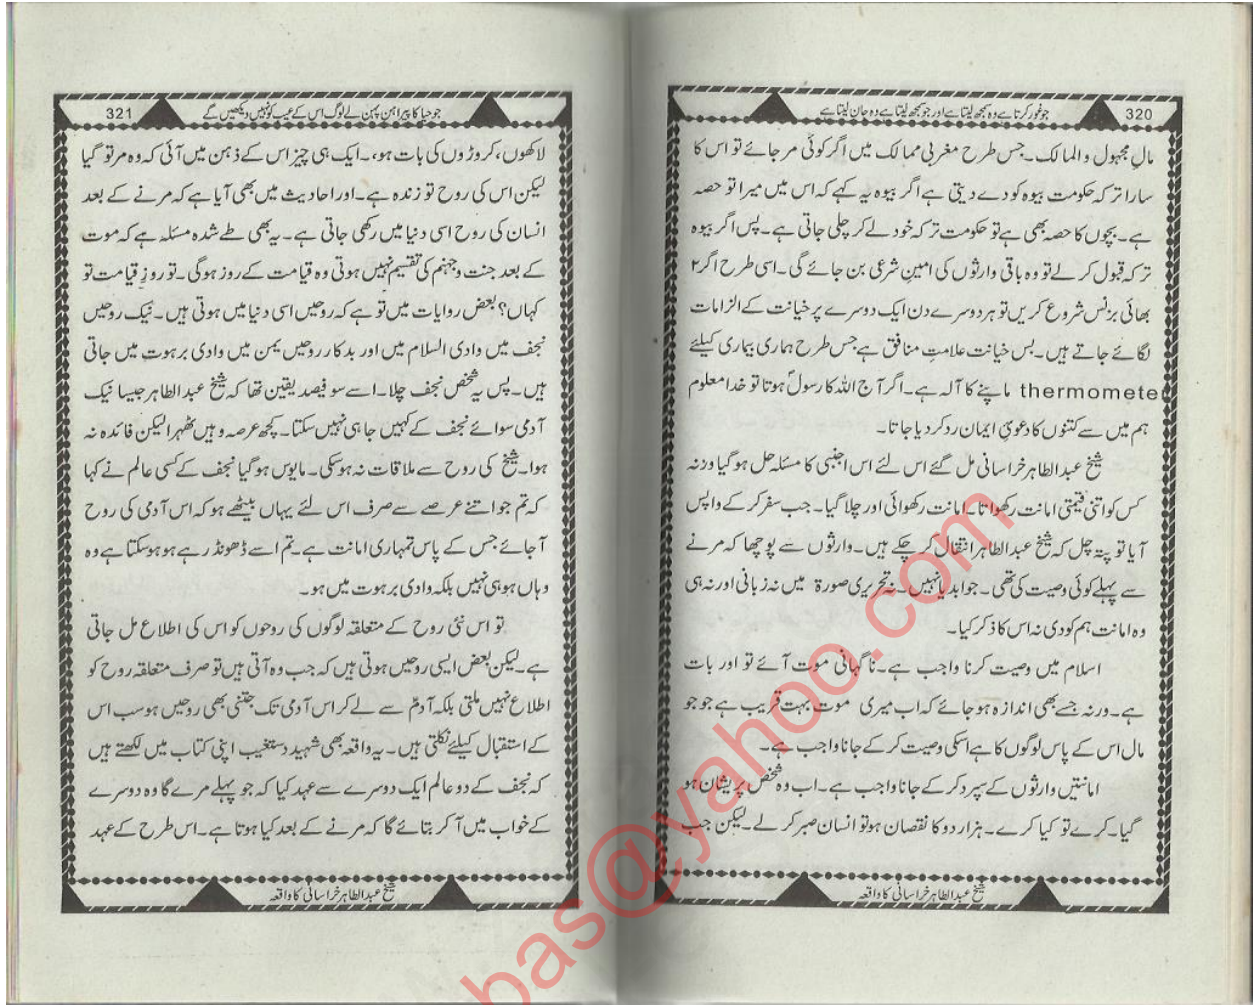 جو غور کرتا ہے وہ سمجھ لیتا ہے اور جو سمجھ لیتا ہے وہ جان لیتا ہے 320
مالِ مجہول والمالک۔ جس طرح مغربی ممالک میں اگر کوئی مر جائے تو اس کا
سارا ترکہ حکومت بیوہ کو دے دیتی ہے اگر بیوہ یہ کہے کہ اس میں میرا تو حصہ
ہے۔ بچوں کا حصہ بھی ہے تو حکومت ترکہ خود لے کر چلی جاتی ہے۔ پس اگر بیوہ
ترکہ قبول کر لے تو وہ باقی وارثوں کی امینِ شرعی بن جائے گی۔ اسی طرح اگر ۲
بھائی بزنس شروع کریں تو ہر دوسرے دن ایک دوسرے پر خیانت کے الزامات
لگائے جاتے ہیں۔ بس خیانت علامتِ منافق ہے جس طرح ہماری بیماری کیلئے
thermometer ماپنے کا آلہ ہے۔ اگر آج اللہ کا رسولؐ ہوتا تو خدا معلوم
ہم میں سے کتنوں کا دعویِٰ ایمان رد کر دیا جاتا۔
شیخ عبدالطاہر خراسانی مل گئے اس لئے اس اجنبی کا مسئلہ حل ہو گیا ورنہ
کس کو اتنی قیمتی امانت رکھواتا۔ امانت رکھوائی اور چلا گیا۔ جب سفر کر کے واپس
آیا تو پتہ چل کہ شیخ عبدالطاہر انتقال کر چکے ہیں۔ وارثوں سے پوچھا کہ مرنے
سے پہلے کوئی وصیت کی تھی۔ جواب دیا نہیں۔ نہ تحریری صورۃ میں نہ زبانی اور نہ ہی
وہ امانت ہم کو دی نہ اس کا ذکر کیا۔
اسلام میں وصیت کرنا واجب ہے۔ ناگہانی موت آئے تو اور بات
ہے۔ ورنہ جسے بھی اندازہ ہو جائے کہ اب میری موت بہت قریب ہے جو جو
مال اس کے پاس لوگوں کا ہے اسکی وصیت کر کے جانا واجب ہے۔
امانتیں وارثوں کے سپرد کر کے جانا واجب ہے۔ اب وہ شخص پریشان ہو
گیا۔ کرے تو کیا کرے۔ ہزار دو کا نقصان ہو تو انسان صبر کر لے۔ لیکن جب
شیخ عبدالطاہر خراسانی کا واقعہ
جو حیا کا پیراہن پہن لے لوگ اس کے عیب کو نہیں دیکھیں گے 321
لاکھوں، کروڑوں کی بات ہو،۔ ایک ہی چیز اس کے ذہن میں آئی کہ وہ مر تو گیا
لیکن اس کی روح تو زندہ ہے۔ اور احادیث میں بھی آیا ہے کہ مرنے کے بعد
انسان کی روح اسی دنیا میں رکھی جاتی ہے۔ یہ بھی طے شدہ مسئلہ ہے کہ موت
کے بعد جنت و جہنم کی تقسیم نہیں ہوتی وہ قیامت کے روز ہوگی۔ تو روزِ قیامت تو
کہاں؟ بعض روایات میں تو ہے کہ روحیں اسی دنیا میں ہوتی ہیں۔ نیک روحیں
نجف میں وادی السلام میں اور بدکار روحیں یمن میں وادی برہوت میں جاتی
ہیں۔ پس یہ شخص نجف چلا۔ اسے سو فیصد یقین تھا کہ شیخ عبدالطاہر جیسا نیک
آدمی سوائے نجف کے کہیں جا ہی نہیں سکتا۔ کچھ عرصہ وہیں ٹھہرا لیکن فائدہ نہ
ہوا۔ شیخ کی روح سے ملاقات نہ ہو سکی۔ مایوس ہو گیا نجف کے کسی عالم نے کہا
کہ تم جو اتنے عرصے سے صرف اس لئے یہاں بیٹھے ہو کہ اس آدمی کی روح
آجائے جس کے پاس تمہاری امانت ہے۔ تم اسے ڈھونڈ رہے ہو ہو سکتا ہے وہ
وہاں ہو ہی نہیں بلکہ وادی برہوت میں ہو۔
تو اس نئی روح کے متعلقہ لوگوں کی روحوں کو اس کی اطلاع مل جاتی
ہے۔ لیکن بعض ایسی روحیں ہوتی ہیں کہ جب وہ آتی ہیں تو صرف متعلقہ روح کو
اطلاع نہیں ملتی بلکہ آدمؑ سے لے کر اس آدمی تک جتنی بھی روحیں ہو سب اس
کے استقبال کیلئے نکلتی ہیں۔ یہ واقعہ بھی شہید دستغیب اپنی کتاب میں لکھتے ہیں
کہ نجف کے دو عالم ایک دوسرے سے عہد کیا کہ جو پہلے مرے گا وہ دوسرے
کے خواب میں آ کر بتائے گا کہ مرنے کے بعد کیا ہوتا ہے۔ اس طرح کے عہد
شیخ عبدالطاہر خراسانی کا واقعہ
bas@yahoo.com